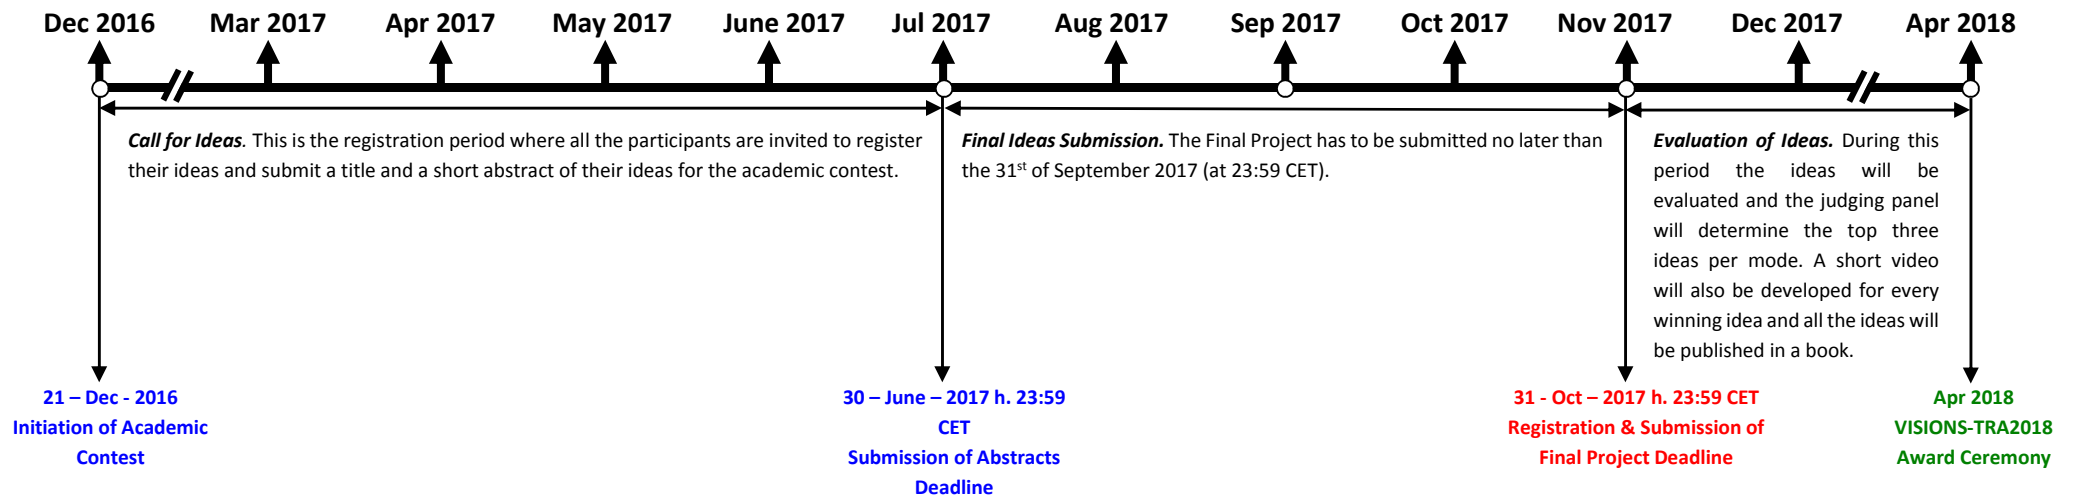 Dec 2016 Mar 2017 Apr 2017 May 2017 June 2017 Jul 2017 Aug 2017 Sep 2017 Oct 2017 Nov 2017 Dec 2017 Apr 2018
Call for Ideas. This is the registration period where all the participants are invited to register
their ideas and submit a title and a short abstract of their ideas for the academic contest.
Final Ideas Submission. The Final Project has to be submitted no later than
the 31st of September 2017 (at 23:59 CET).
Evaluation of Ideas. During this
period the ideas will be
evaluated and the judging panel
will determine the top three
ideas per mode. A short video
will also be developed for every
winning idea and all the ideas will
be published in a book.
21 – Dec - 2016
Initiation of Academic
Contest
30 – June – 2017 h. 23:59
CET
Submission of Abstracts
Deadline
31 - Oct – 2017 h. 23:59 CET
Registration & Submission of
Final Project Deadline
Apr 2018
VISIONS-TRA2018
Award Ceremony